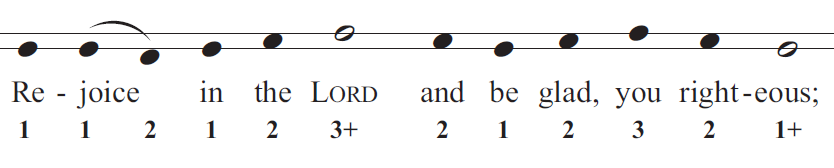 Re - joice in the LORD and be glad, you right-eous;
1 1 2 1 2 3+ 2 1 2 3 2 1+